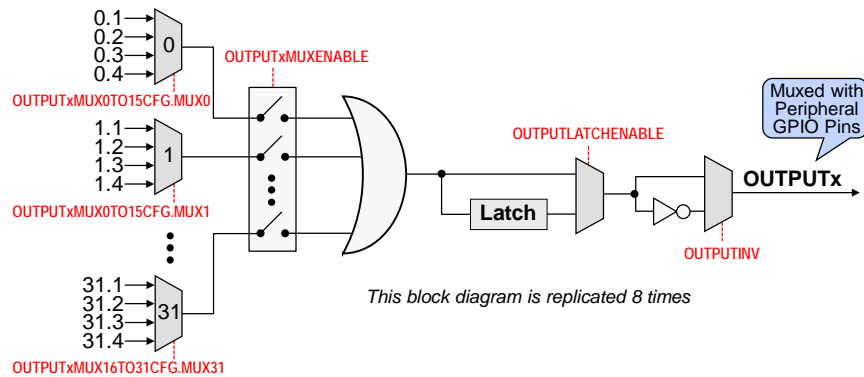 0.1
0.2
0.3
0.4
0
OUTPUTxMUX0TO15CFG.MUX0
1.1
1.2
1.3
1.4
1
OUTPUTxMUX0TO15CFG.MUX1
31.1
31.2
31.3
31.4
31
OUTPUTxMUX16TO31CFG.MUX31
OUTPUTxMUXENABLE
OUTPUTLATCHENABLE
Latch
Muxed with
Peripheral
GPIO Pins
OUTPUTx
OUTPUTINV
This block diagram is replicated 8 times